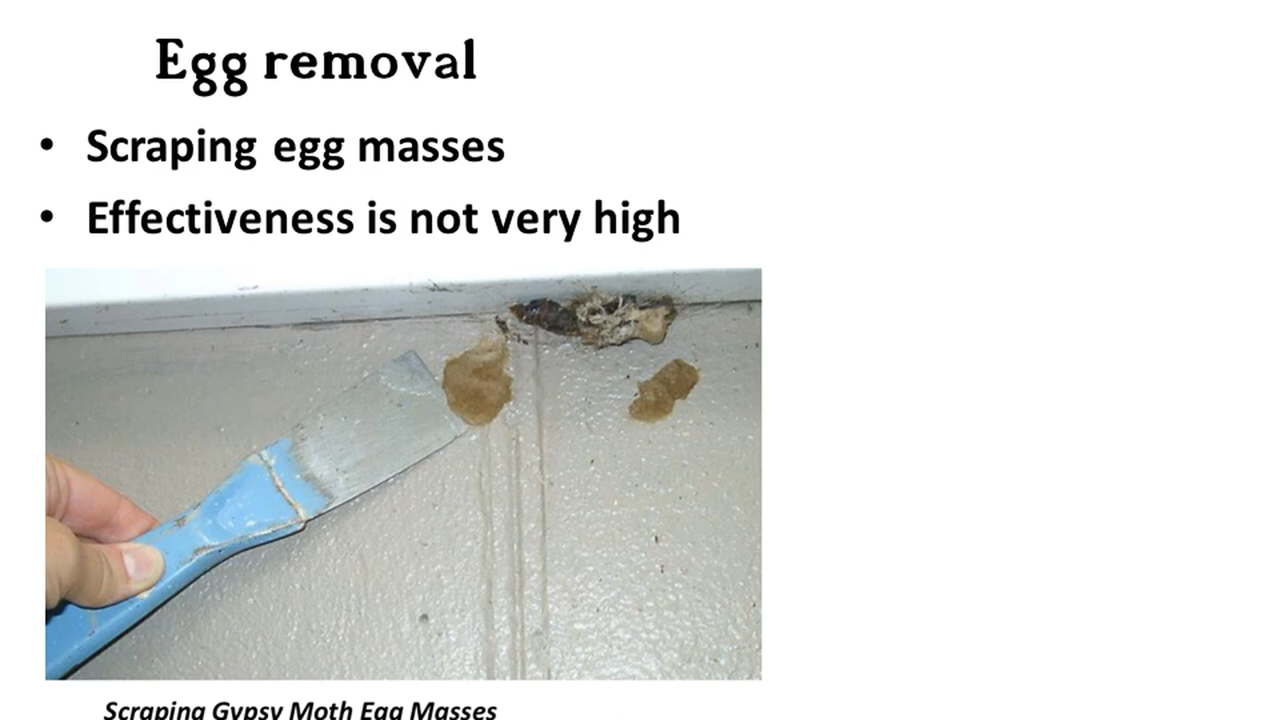 Egg removal
• Scraping egg masses
• Effectiveness is not very high
Scraping Gypsy Moth Egg Masses